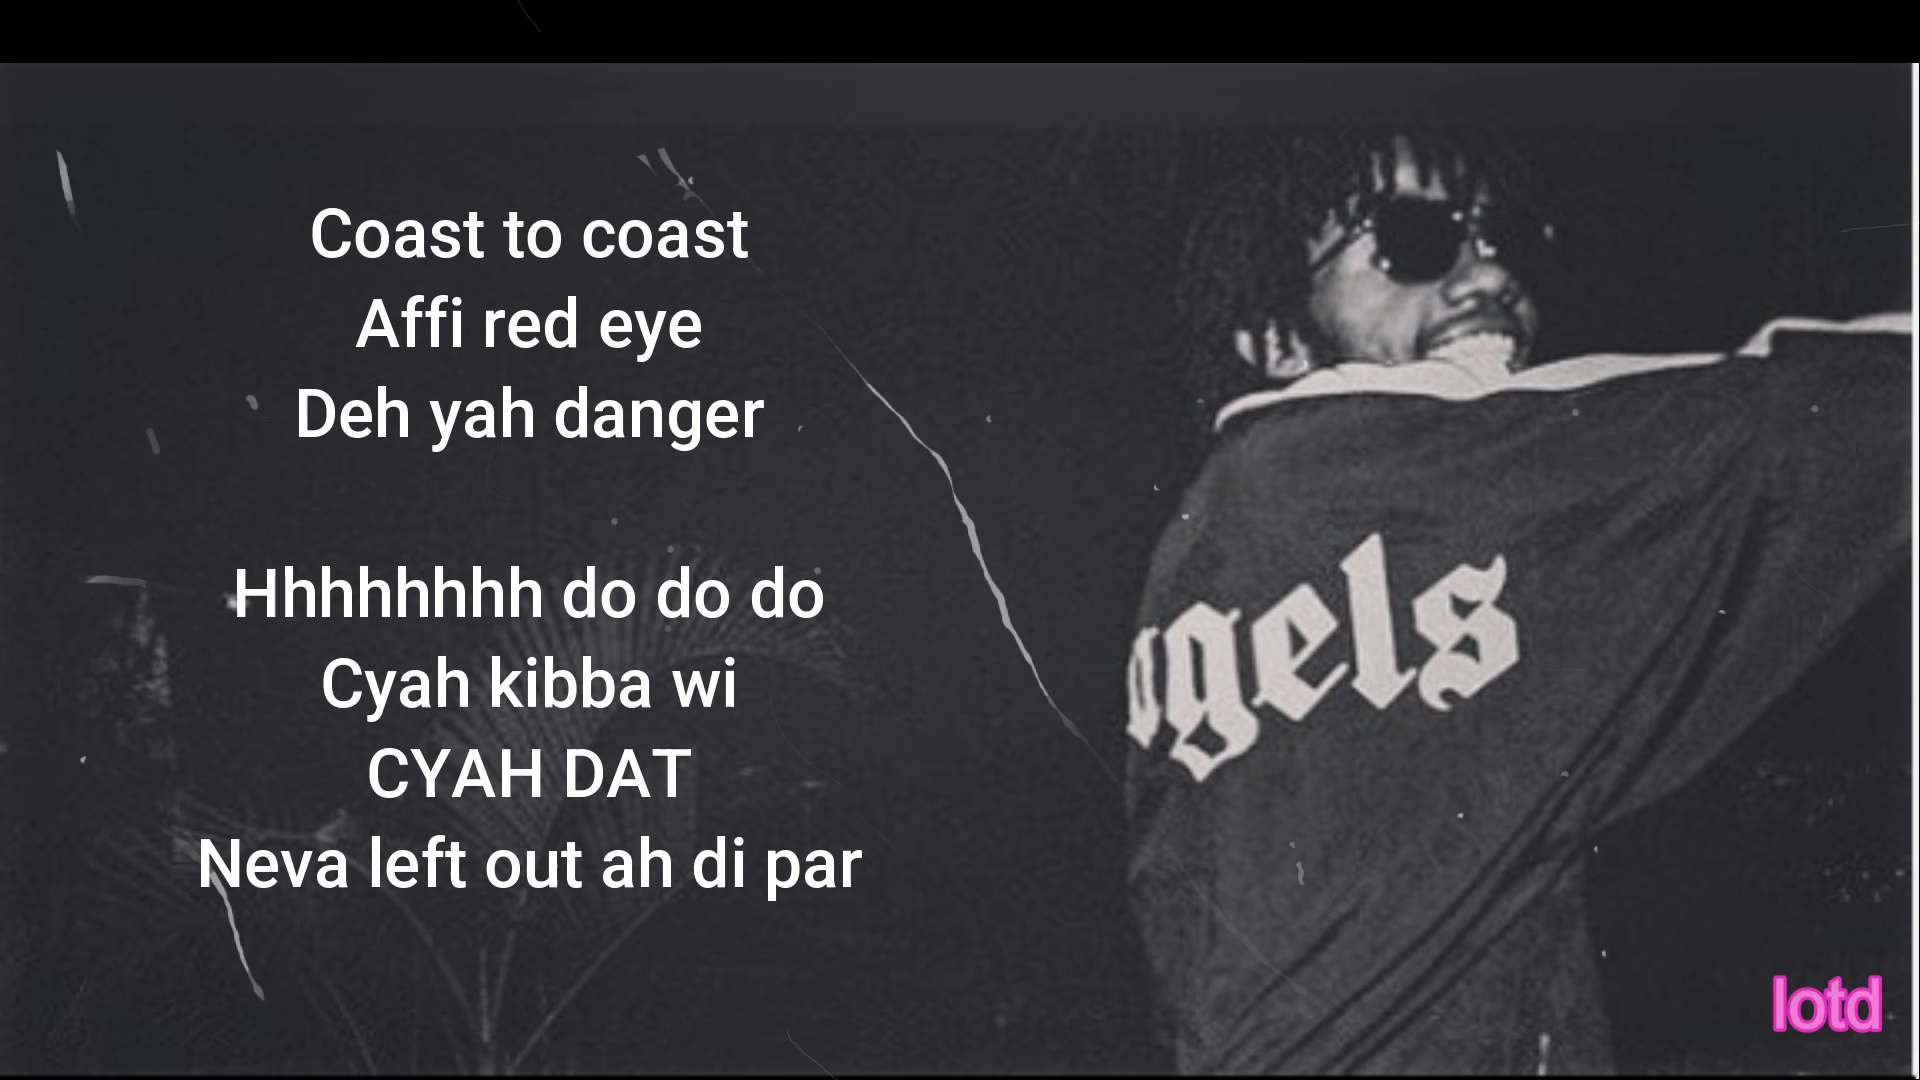 Coast to coast
Affi red eye
Deh yah danger
Hhhhhhhh do do do
Cyah kibba wi
CYAH DAT
Neva left out ah di par
gels
lotd